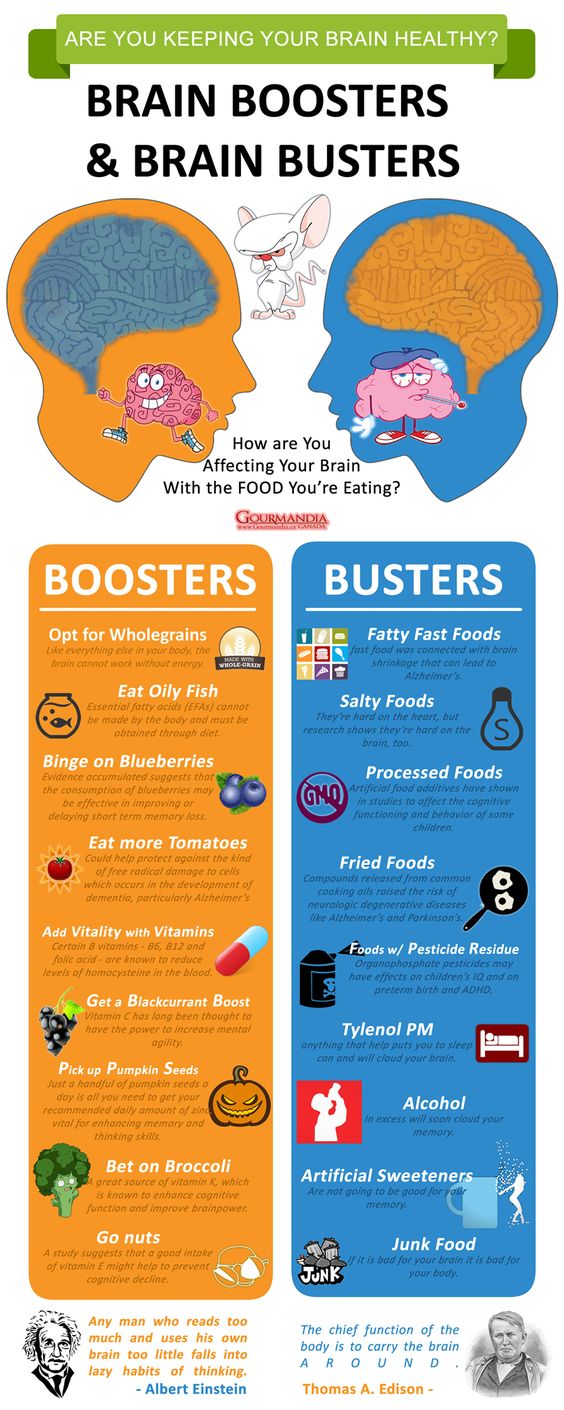 ARE YOU KEEPING YOUR BRAIN HEALTHY?
BRAIN BOOSTERS
& BRAIN BUSTERS
How are You
Affecting Your Brain
With the FOOD You're Eating?
GOURMANDIA
CANADA
www.Gourmandia.ca
BOOSTERS
Opt for Wholegrains
Like everything else in your body, the
brain cannot work without energy.
MADE WITH
WHOLE-GRAIN
Eat Oily Fish
Essential fatty acids (EFAs) cannot
be made by the body and must be
obtained through diet.
Binge on Blueberries
Evidence accumulated suggests that
the consumption of blueberries may
be effective in improving or
delaying short term memory loss.
Eat more Tomatoes
Could help protect against the kind
of free radical damage to cells
which occurs in the development of
dementia, particularly Alzheimer's
Add Vitality with Vitamins
Certain B vitamins - B6, B12 and
folic acid - are known to reduce
levels of homocysteine in the blood.
Get a Blackcurrant Boost
Vitamin C has long been thought to
have the power to increase mental
agility.
Pick up Pumpkin Seeds
Just a handful of pumpkin seeds a
day is all you need to get your
recommended daily amount of zinc,
vital for enhancing memory and
thinking skills.
Bet on Broccoli
A great source of vitamin K, which
is known to enhance cognitive
function and improve brainpower.
Go nuts
A study suggests that a good intake
of vitamin E might help to prevent
cognitive decline.
BUSTERS
Fatty Fast Foods
fast food was connected with brain
shrinkage that can lead to
Alzheimer's.
Salty Foods
They're hard on the heart, but
research shows they're hard on the
brain, too.
S
Processed Foods
Artificial food additives have shown
in studies to affect the cognitive
functioning and behavior of some
children.
GMO
Fried Foods
Compounds released from common
cooking oils raised the risk of
neurologic degenerative diseases
like Alzheimer's and Parkinson's.
Foods w/ Pesticide Residue
Organophosphate pesticides may
have effects on children's IQ and on
preterm birth and ADHD.
Tylenol PM
anything that help puts you to sleep
can and will cloud your brain.
Alcohol
In excess will soon cloud your
memory.
Artificial Sweeteners
Are not going to be good for your
memory.
Junk Food
If it is bad for your brain it is bad for
your body.
JUNK
Any man who reads too
much and uses his own
brain too little falls into
lazy habits of thinking.
- Albert Einstein
The chief function of the
body is to carry the brain
A R O U N D .
Thomas A. Edison -